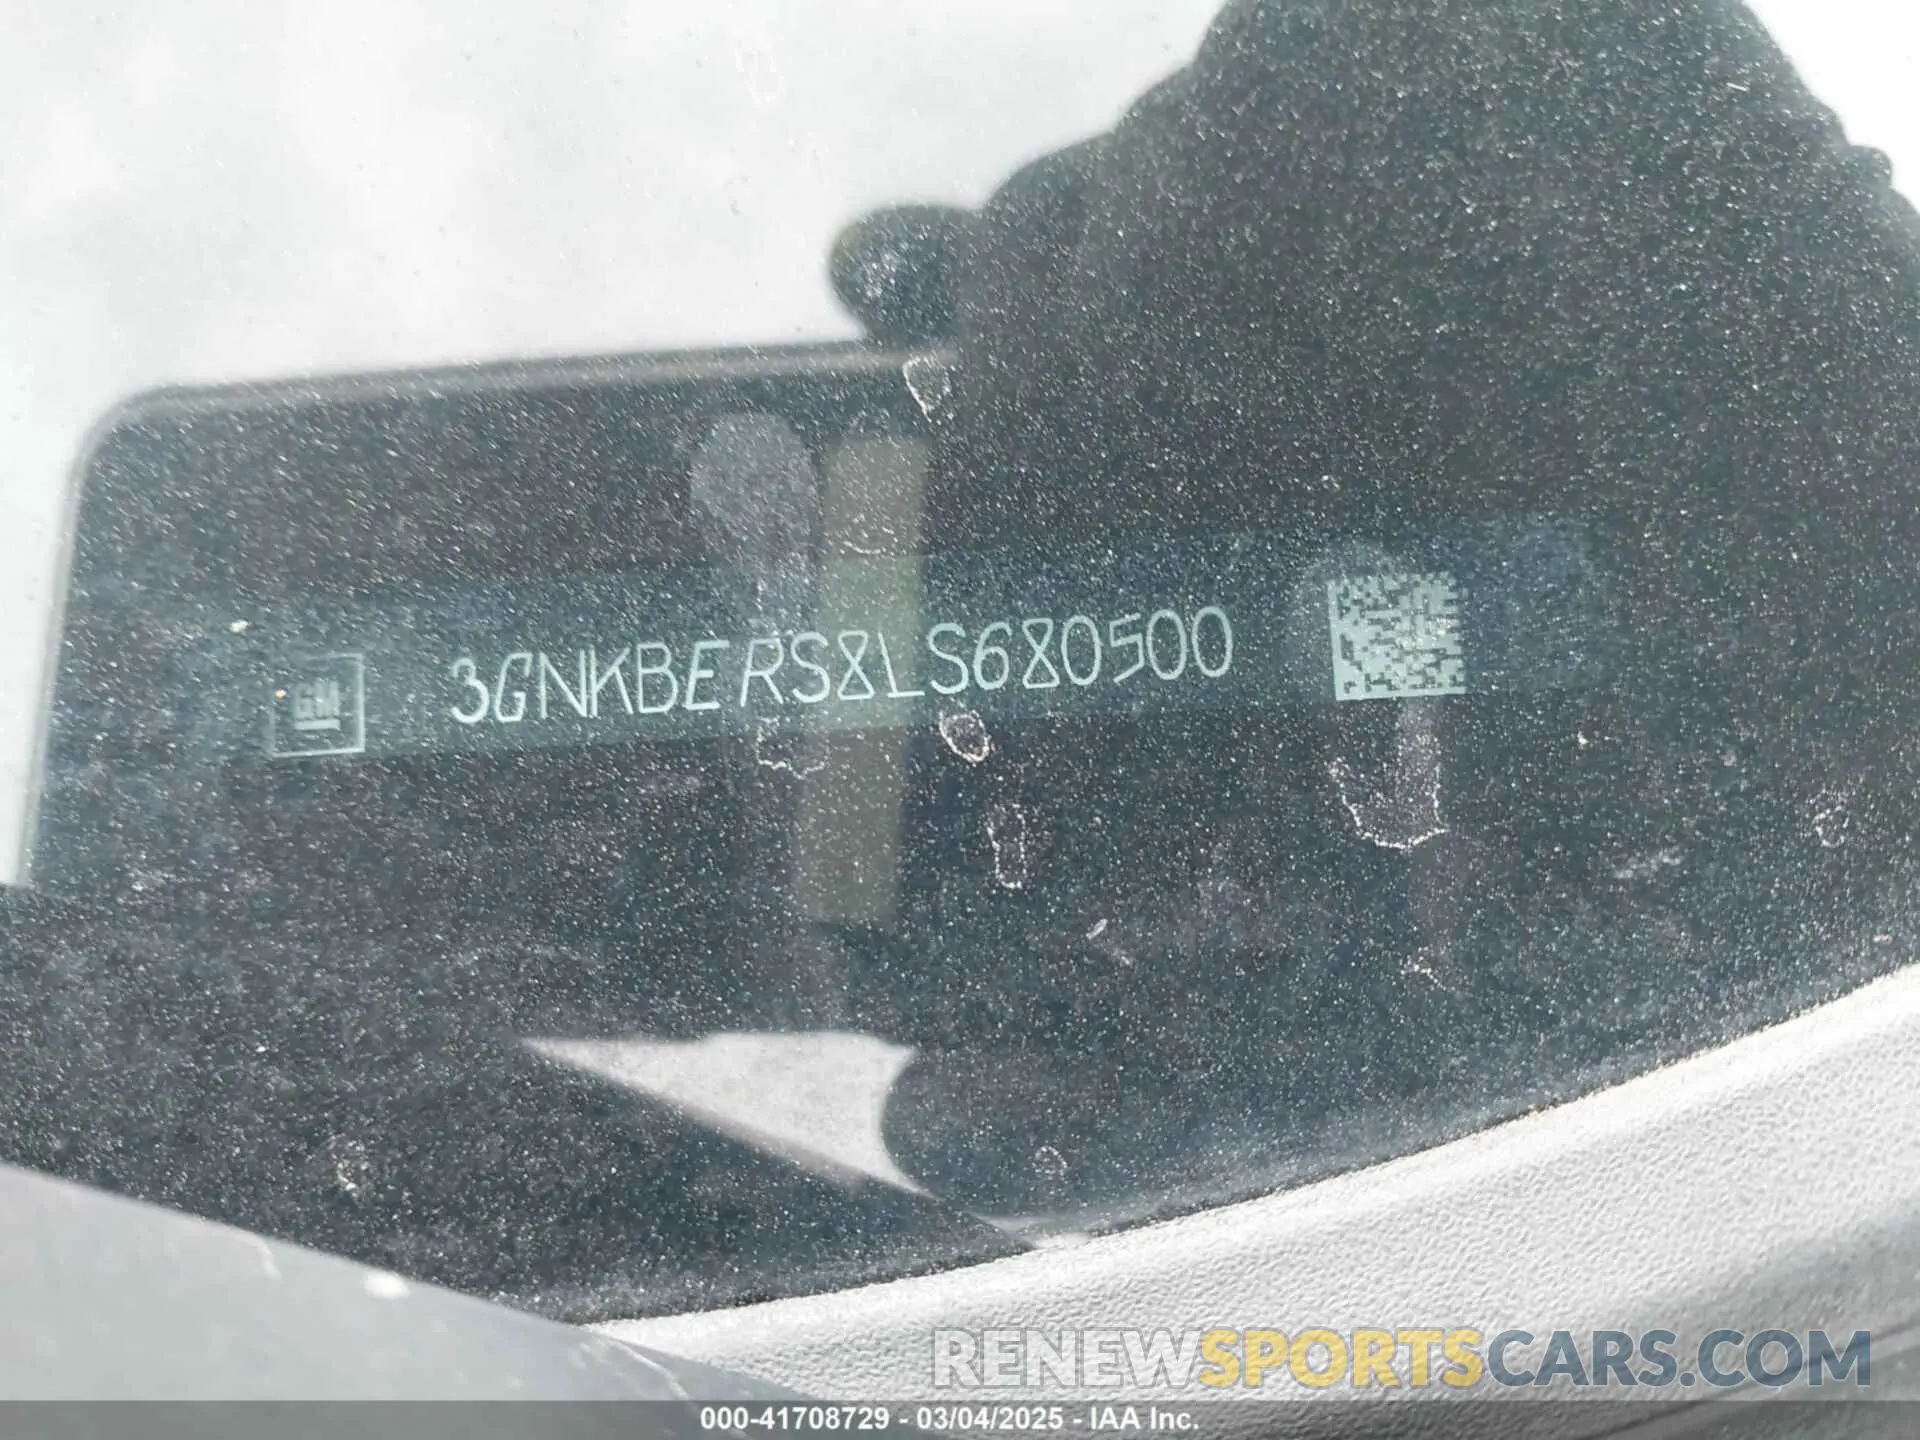 GM
3GNKBERS8LS680500
RENEWSPORTSCARS.COM
000-41708729 - 03/04/2025 - IAA Inc.